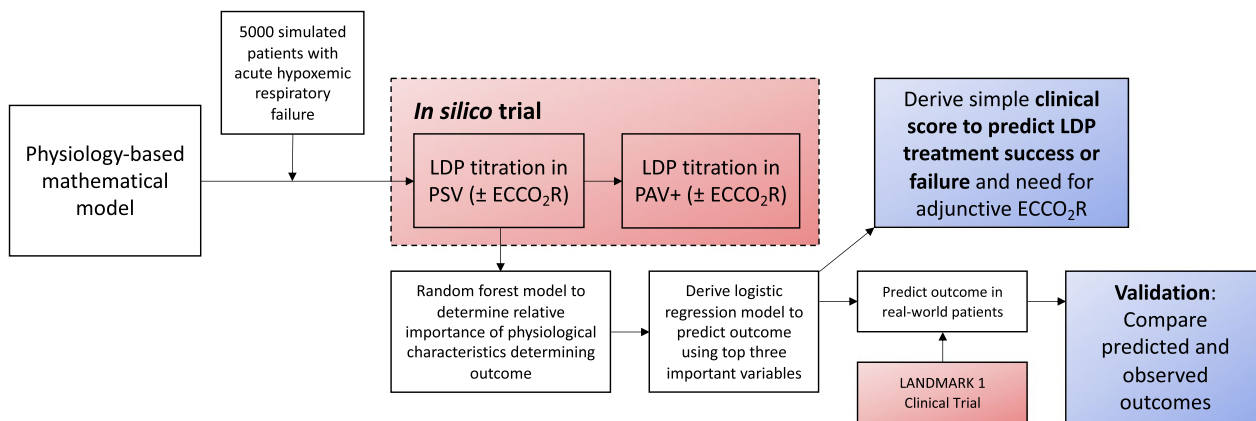 5000 simulated
patients with
acute hypoxemic
respiratory
failure
Physiology-based
mathematical
model
In silico trial
LDP titration in
PSV (± ECCO₂R)
LDP titration in
PAV+ (± ECCO₂R)
Derive simple clinical
score to predict LDP
treatment success or
failure and need for
adjunctive ECCO₂R
Random forest model to
determine relative
importance of physiological
characteristics determining
outcome
Derive logistic
regression model to
predict outcome
using top three
important variables
Predict outcome in
real-world patients
LANDMARK 1
Clinical Trial
Validation:
Compare
predicted and
observed
outcomes